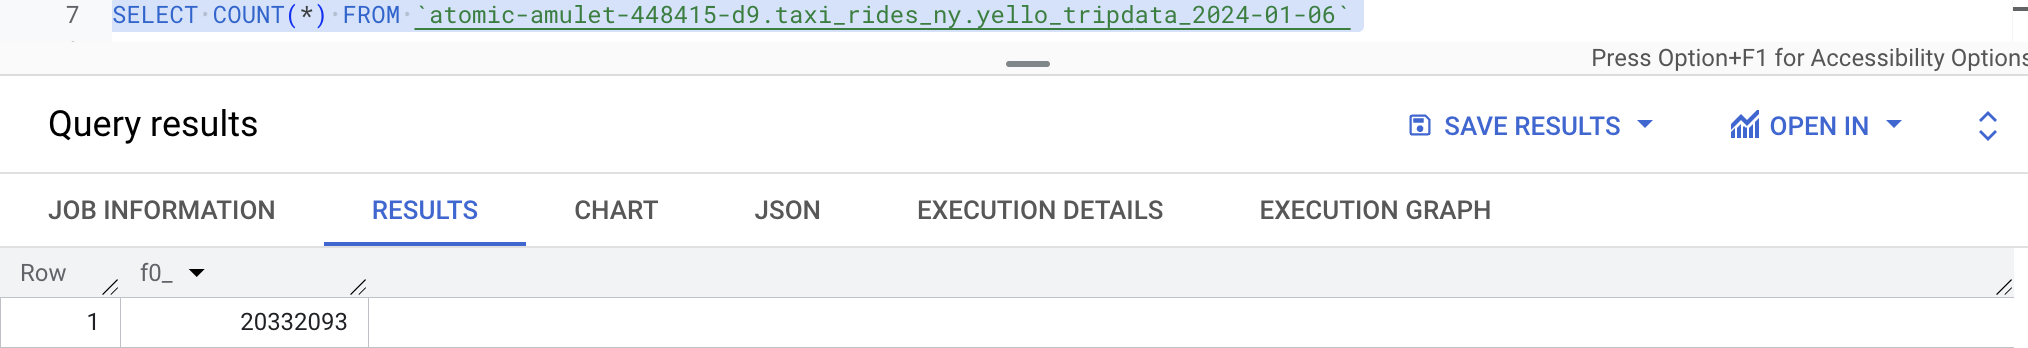 7 SELECT COUNT(*) FROM `atomic-amulet-448415-d9.taxi_rides_ny.yello_tripdata_2024-01-06`
Press Option+F1 for Accessibility Options
Query results SAVE RESULTS OPEN IN
JOB INFORMATION RESULTS CHART JSON EXECUTION DETAILS EXECUTION GRAPH
Row f0_
1 20332093